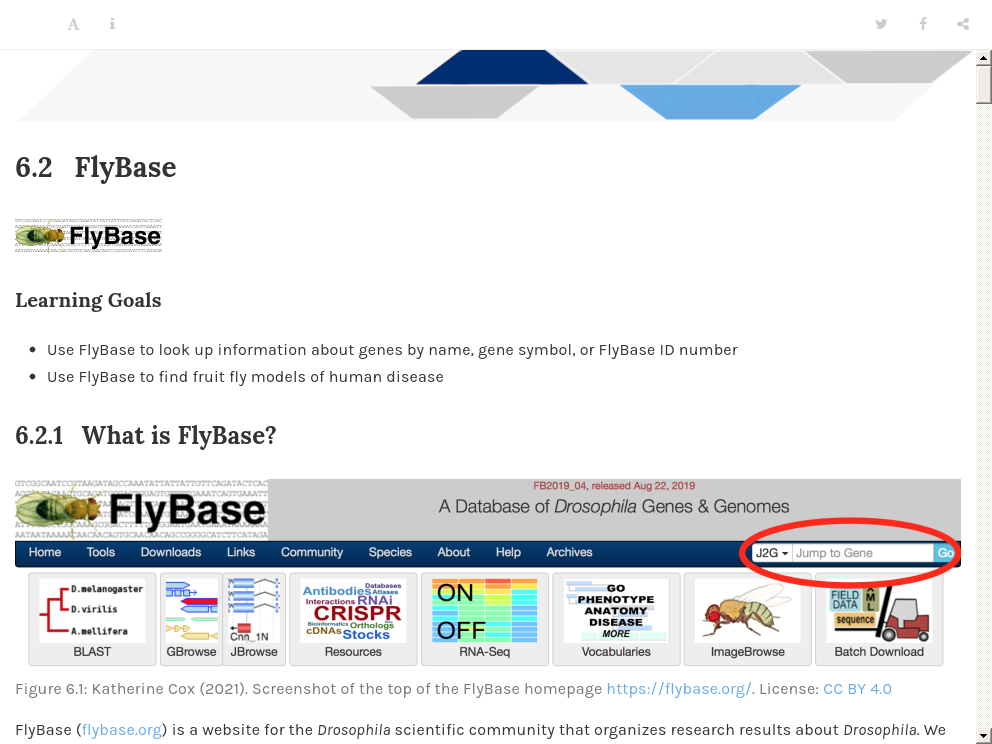 A
6.2 FlyBase
FlyBase
Learning Goals
• Use FlyBase to look up information about genes by name, gene symbol, or FlyBase ID number
• Use FlyBase to find fruit fly models of human disease
6.2.1 What is FlyBase?
FlyBase
FB2019_04, released Aug 22, 2019
A Database of Drosophila Genes & Genomes
Home Tools Downloads Links Community Species About Help Archives J2G Jump to Gene Go
D.melanogaster
D.virilis
A.mellifera
BLAST
GBrowse
Cnn_1N
JBrowse
Databases
Antibodies Atlases
Interactions RNAi
CRISPR
Bioinformatics Orthologs
cDNAs Stocks
Resources
ON
OFF
RNA-Seq
GO
PHENOTYPE
ANATOMY
DISEASE
MORE
Vocabularies
ImageBrowse
FIELD
DATA
AML
sequence
Batch Download
Figure 6.1: Katherine Cox (2021). Screenshot of the top of the FlyBase homepage https://flybase.org/. License: CC BY 4.0
FlyBase (flybase.org) is a website for the Drosophila scientific community that organizes research results about Drosophila. We